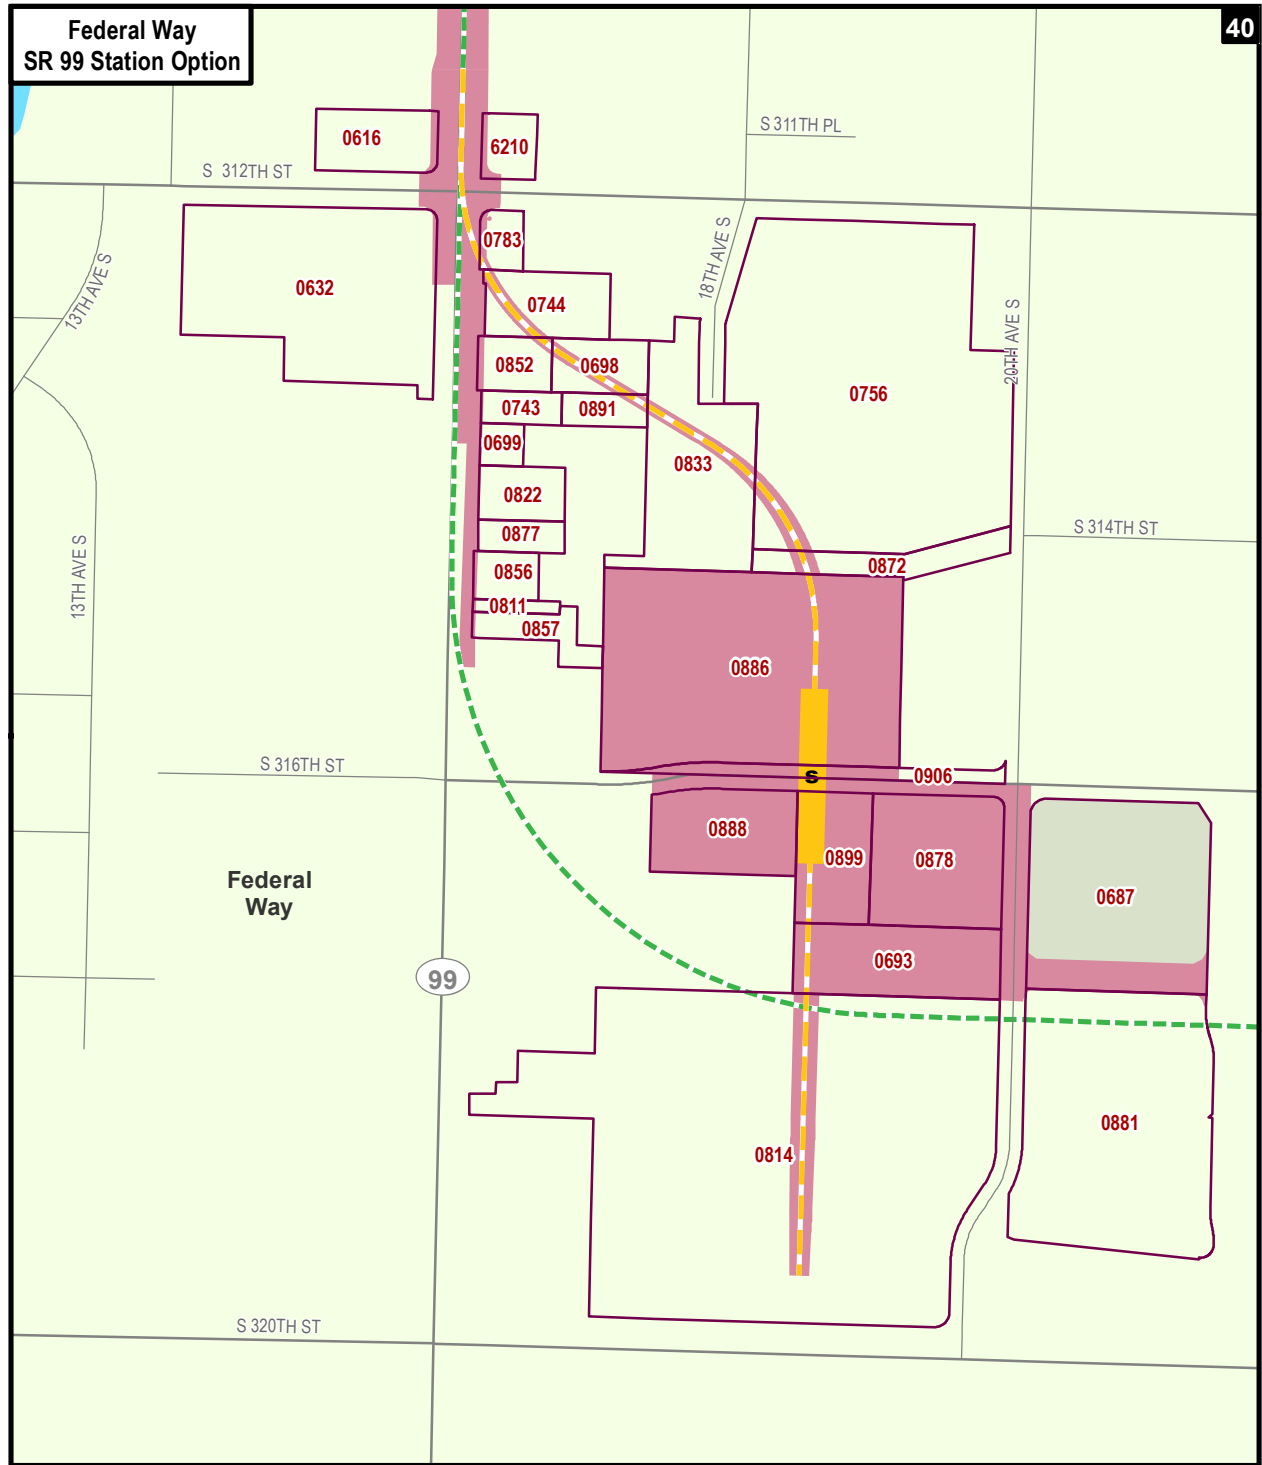 Federal Way
SR 99 Station Option
40
S 311TH PL
0616
6210
S 312TH ST
0783
18TH AVE S
13TH AVE S
0632
0744
20TH AVE S
0852
0698
0756
0743
0891
0699
0833
0822
S 314TH ST
0877
0872
0856
13TH AVE S
0811
0857
0886
S 316TH ST
S
0906
0888
0899
0878
Federal
Way
0687
0693
99
0881
0814
S 320TH ST